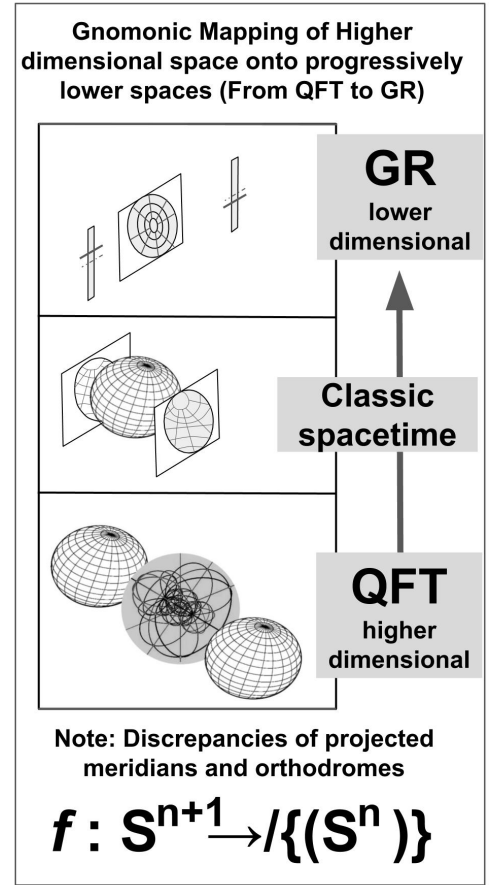 Gnomonic Mapping of Higher
dimensional space onto progressively
lower spaces (From QFT to GR)
GR
lower
dimensional
Classic
spacetime
QFT
higher
dimensional
Note: Discrepancies of projected
meridians and orthodromes
f : Sⁿ⁺¹→/{(Sⁿ )}